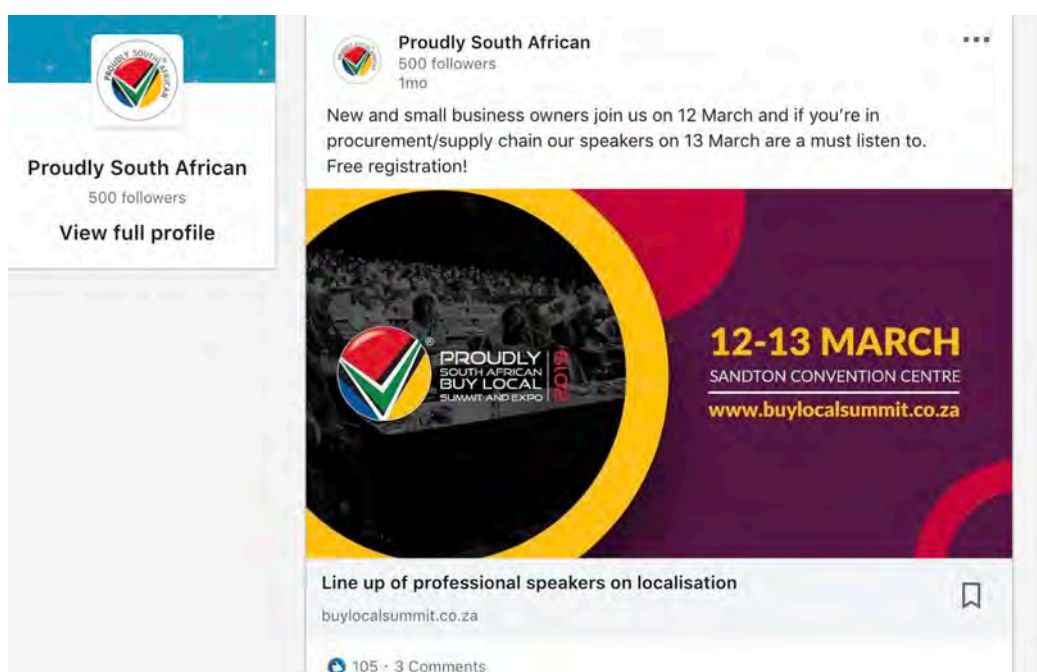 PROUDLY SOUTH AFRICAN
Proudly South African
500 followers
View full profile
Proudly South African
500 followers
1mo
New and small business owners join us on 12 March and if you're in
procurement/supply chain our speakers on 13 March are a must listen to.
Free registration!
PROUDLY
SOUTH AFRICAN
BUY LOCAL
SUMMIT AND EXPO
2019
12-13 MARCH
SANDTON CONVENTION CENTRE
www.buylocalsummit.co.za
Line up of professional speakers on localisation
buylocalsummit.co.za
105 · 3 Comments